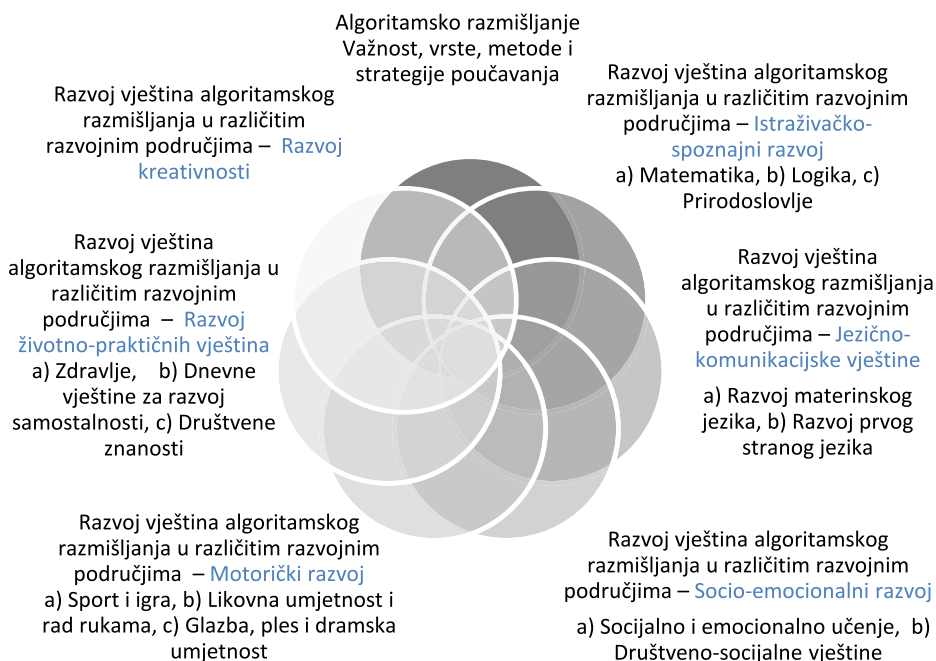 Algoritamsko razmišljanje
Važnost, vrste, metode i
strategije poučavanja
Razvoj vještina algoritamskog
razmišljanja u različitim razvojnim
područjima – Istraživačko-
spoznajni razvoj
a) Matematika, b) Logika, c)
Prirodoslovlje
Razvoj vještina
algoritamskog razmišljanja
u različitim razvojnim
područjima – Jezično-
komunikacijske vještine
a) Razvoj materinskog
jezika, b) Razvoj prvog
stranog jezika
Razvoj vještina algoritamskog
razmišljanja u različitim razvojnim
područjima – Socio-emocionalni razvoj
a) Socijalno i emocionalno učenje, b)
Društveno-socijalne vještine
Razvoj vještina algoritamskog
razmišljanja u različitim razvojnim
područjima – Motorički razvoj
a) Sport i igra, b) Likovna umjetnost i
rad rukama, c) Glazba, ples i dramska
umjetnost
Razvoj vještina
algoritamskog razmišljanja u
različitim razvojnim
područjima – Razvoj
životno-praktičnih vještina
a) Zdravlje, b) Dnevne
vještine za razvoj
samostalnosti, c) Društvene
znanosti
Razvoj vještina algoritamskog
razmišljanja u različitim
razvojnim područjima – Razvoj
kreativnosti